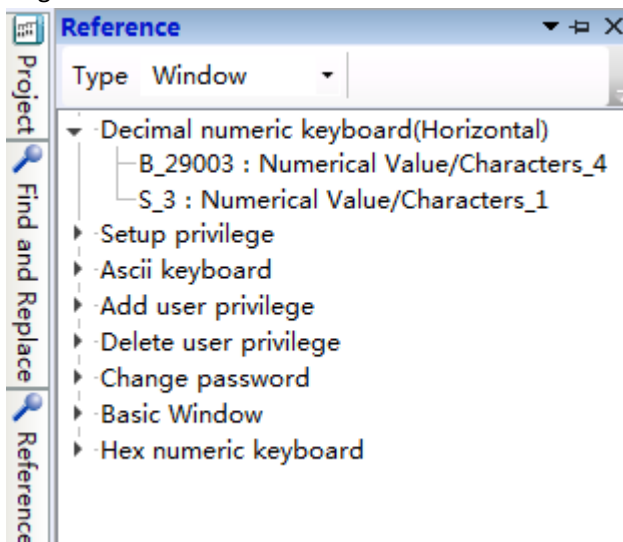 Reference
Type Window
Decimal numeric keyboard(Horizontal)
B_29003 : Numerical Value/Characters_4
S_3 : Numerical Value/Characters_1
Setup privilege
Ascii keyboard
Add user privilege
Delete user privilege
Change password
Basic Window
Hex numeric keyboard
Project
Find and Replace
Reference